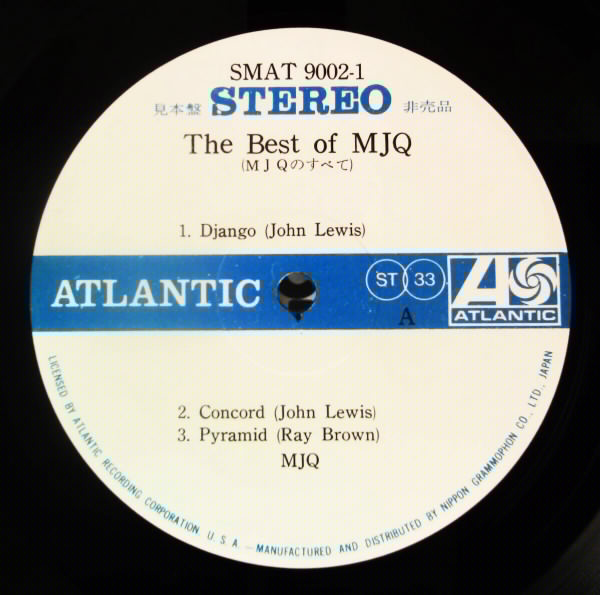 SMAT 9002-1
見本盤 STEREO 非売品
The Best of MJQ
(MJQのすべて)
1. Django (John Lewis)
ATLANTIC
ST 33
A
ATLANTIC
2. Concord (John Lewis)
3. Pyramid (Ray Brown)
MJQ
LICENSED BY ATLANTIC RECORDING CORPORATION, U. S. A. — MANUFACTURED AND DISTRIBUTED BY NIPPON GRAMMOPHON CO., LTD., JAPAN